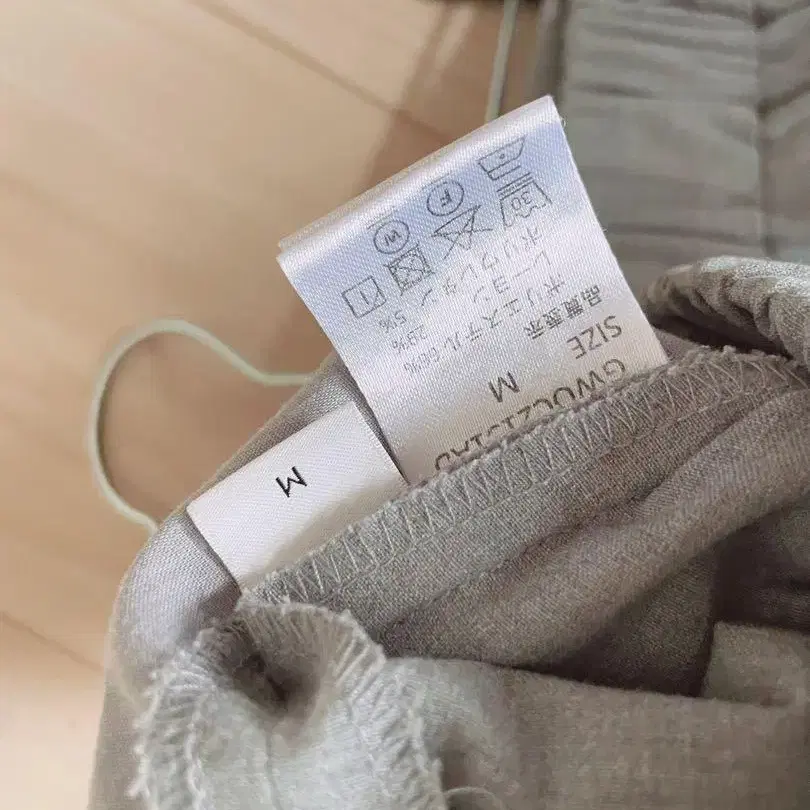 SIZE M
品質表示
ポリエステル 66%
レーヨン 29%
ポリウレタン 5%
30
F
W
M